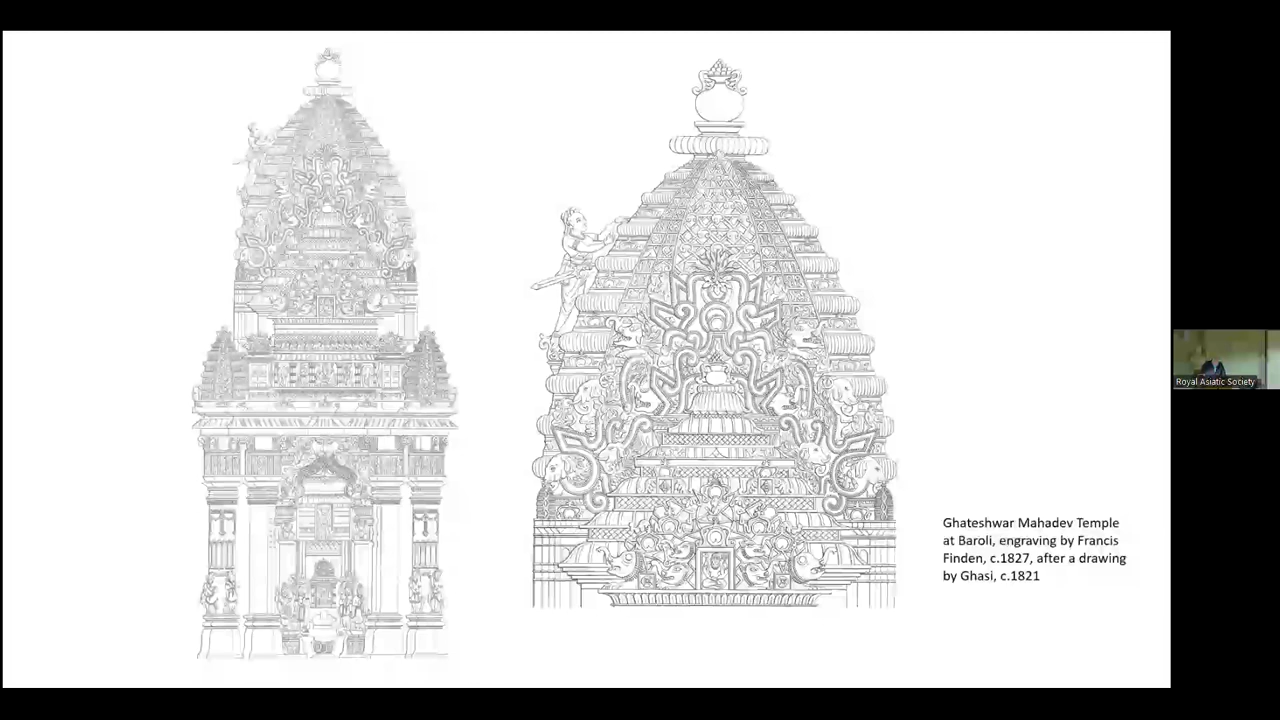 Ghateshwar Mahadev Temple
at Baroli, engraving by Francis
Finden, c.1827, after a drawing
by Ghasi, c.1821
Royal Asiatic Society